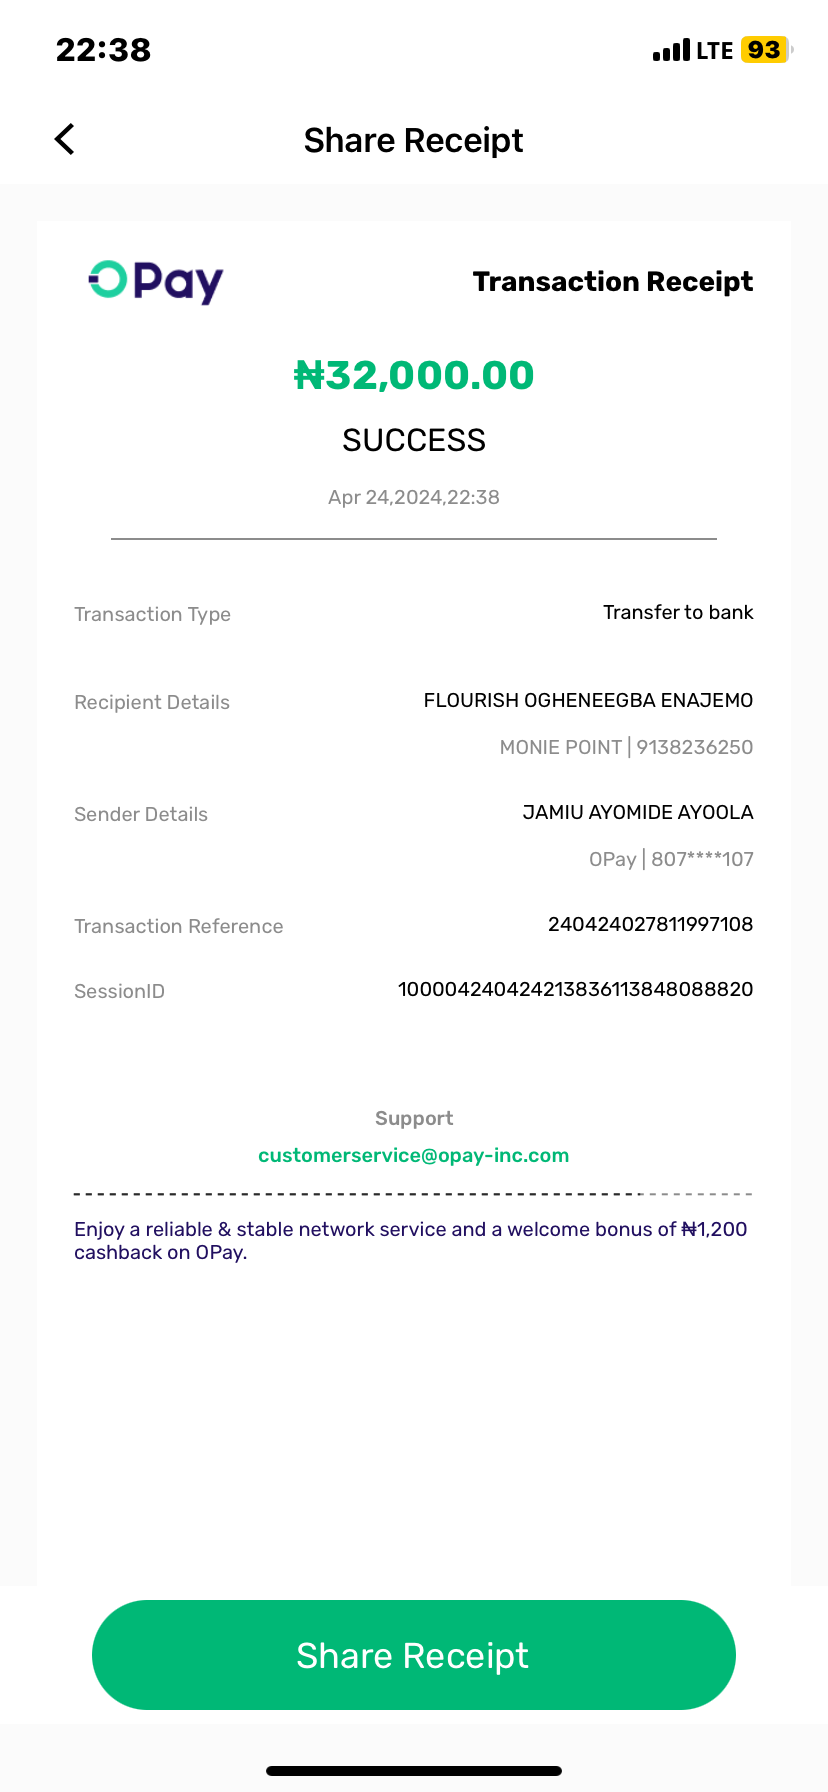 22:38
LTE 93
Share Receipt
OPay
Transaction Receipt
₦32,000.00
SUCCESS
Apr 24,2024,22:38
Transaction Type
Transfer to bank
Recipient Details
FLOURISH OGHENEEGBA ENAJEMO
MONIE POINT | 9138236250
Sender Details
JAMIU AYOMIDE AYOOLA
OPay | 807****107
Transaction Reference
240424027811997108
SessionID
100004240424213836113848088820
Support
customerservice@opay-inc.com
Enjoy a reliable & stable network service and a welcome bonus of ₦1,200
cashback on OPay.
Share Receipt